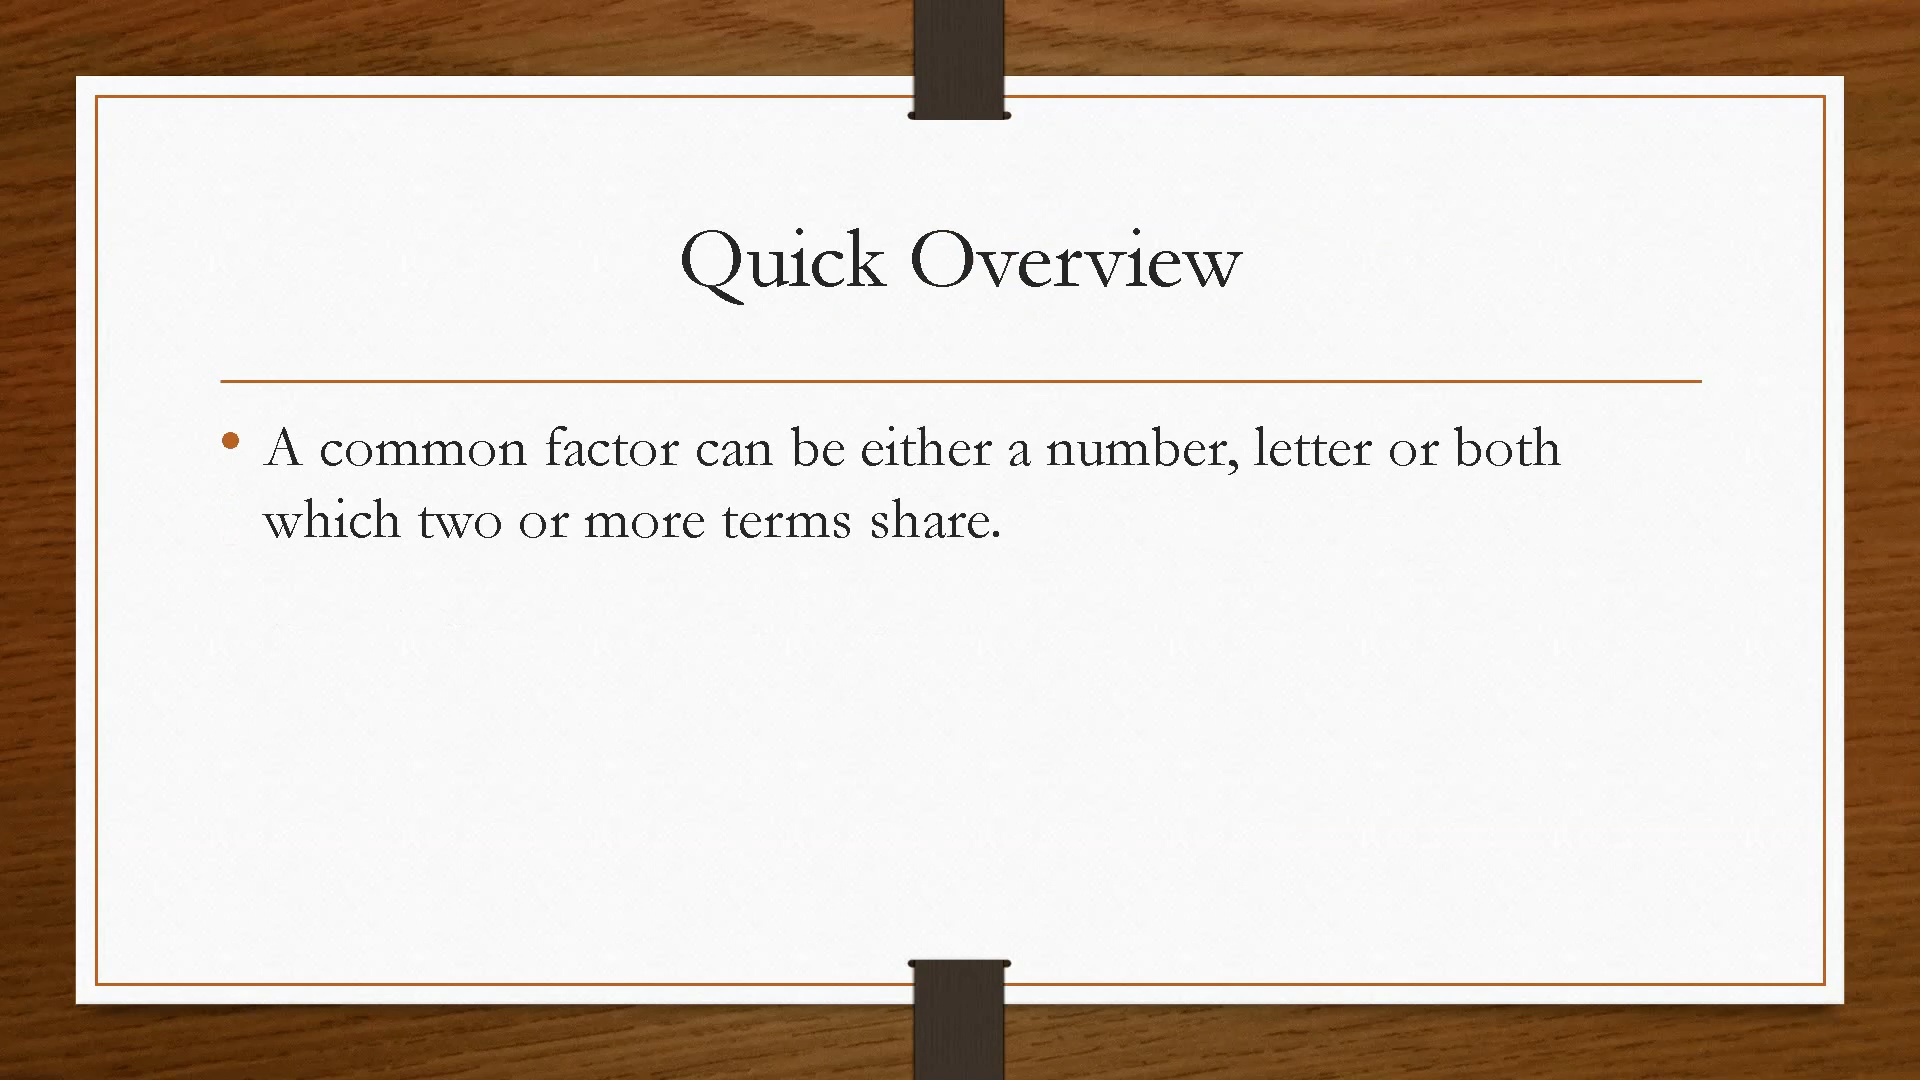 Quick Overview
• A common factor can be either a number, letter or both
which two or more terms share.